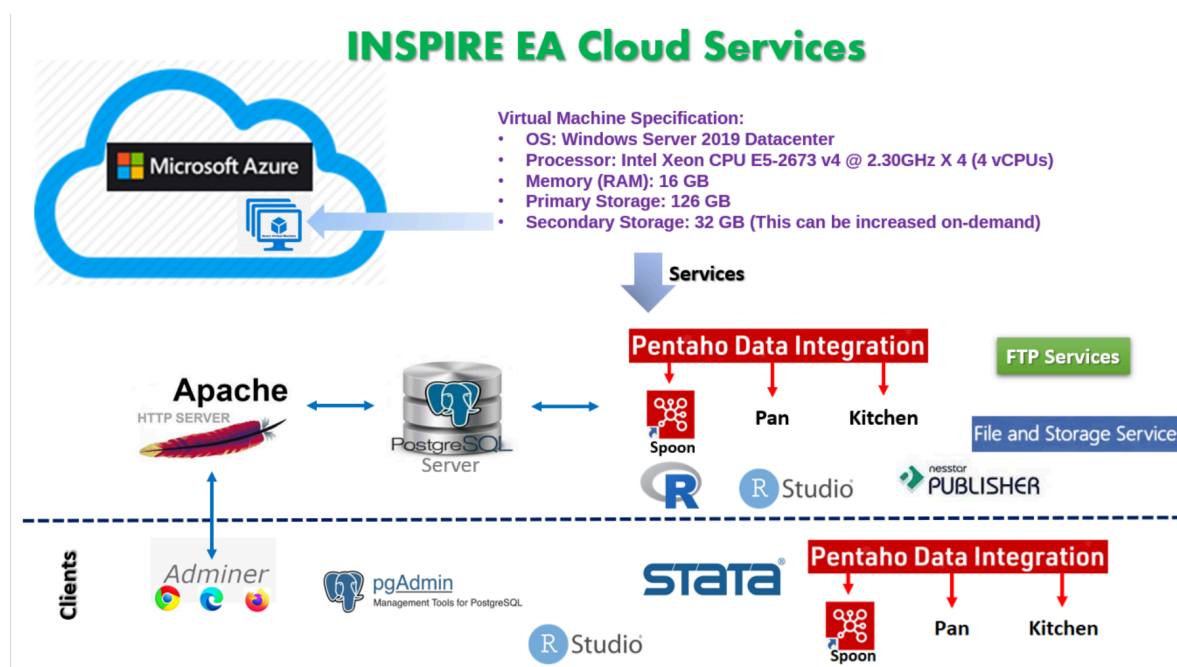 INSPIRE EA Cloud Services
Microsoft Azure
Virtual Machine Specification:
• OS: Windows Server 2019 Datacenter
• Processor: Intel Xeon CPU E5-2673 v4 @ 2.30GHz X 4 (4 vCPUs)
• Memory (RAM): 16 GB
• Primary Storage: 126 GB
• Secondary Storage: 32 GB (This can be increased on-demand)
Services
Pentaho Data Integration
Spoon
Pan
Kitchen
FTP Services
File and Storage Service
Apache
HTTP SERVER
PostgreSQL
Server
R
R Studio
nesstar
PUBLISHER
Clients
Adminer
pgAdmin
Management Tools for PostgreSQL
R Studio
STATA
Pentaho Data Integration
Spoon
Pan
Kitchen